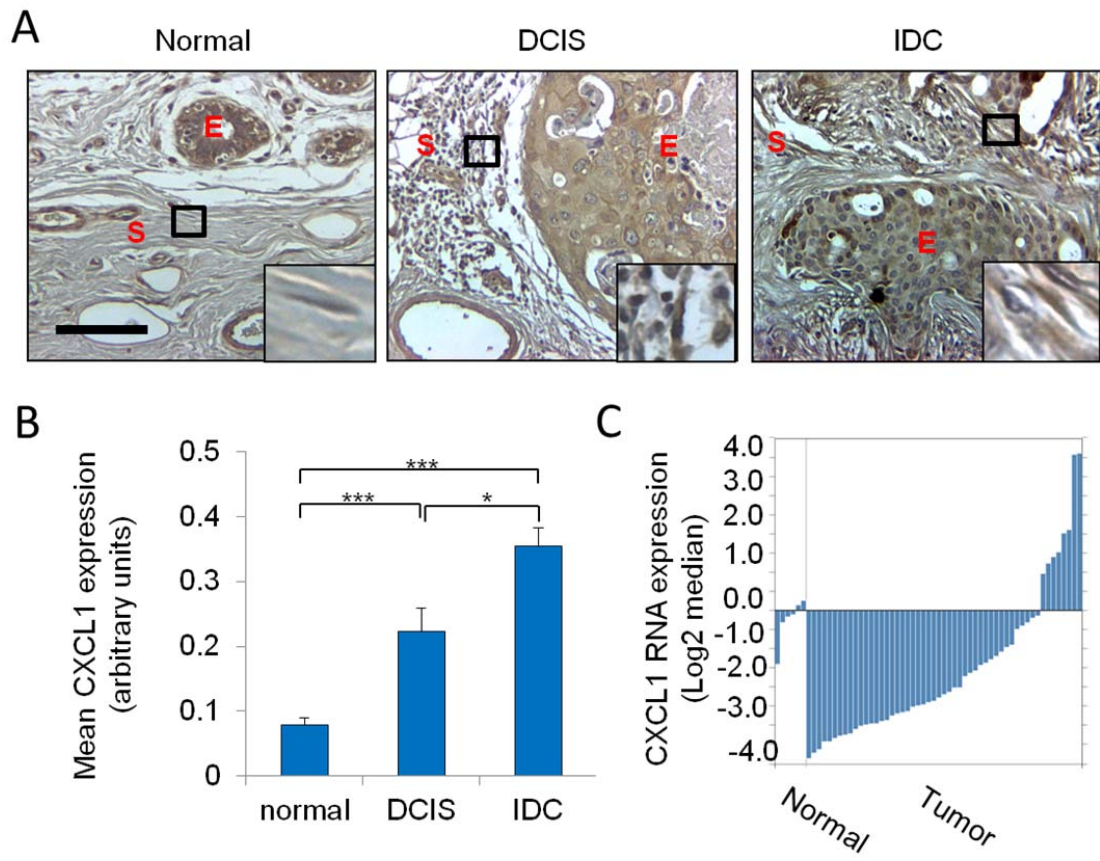 A
Normal
DCIS
IDC
E
S
S
E
S
E
B
Mean CXCL1 expression
(arbitrary units)
0.5
0.4
0.3
0.2
0.1
0
***
***
*
normal
DCIS
IDC
C
CXCL1 RNA expression
(Log2 median)
4.0
3.0
2.0
1.0
0.0
-1.0
-2.0
-3.0
-4.0
Normal
Tumor